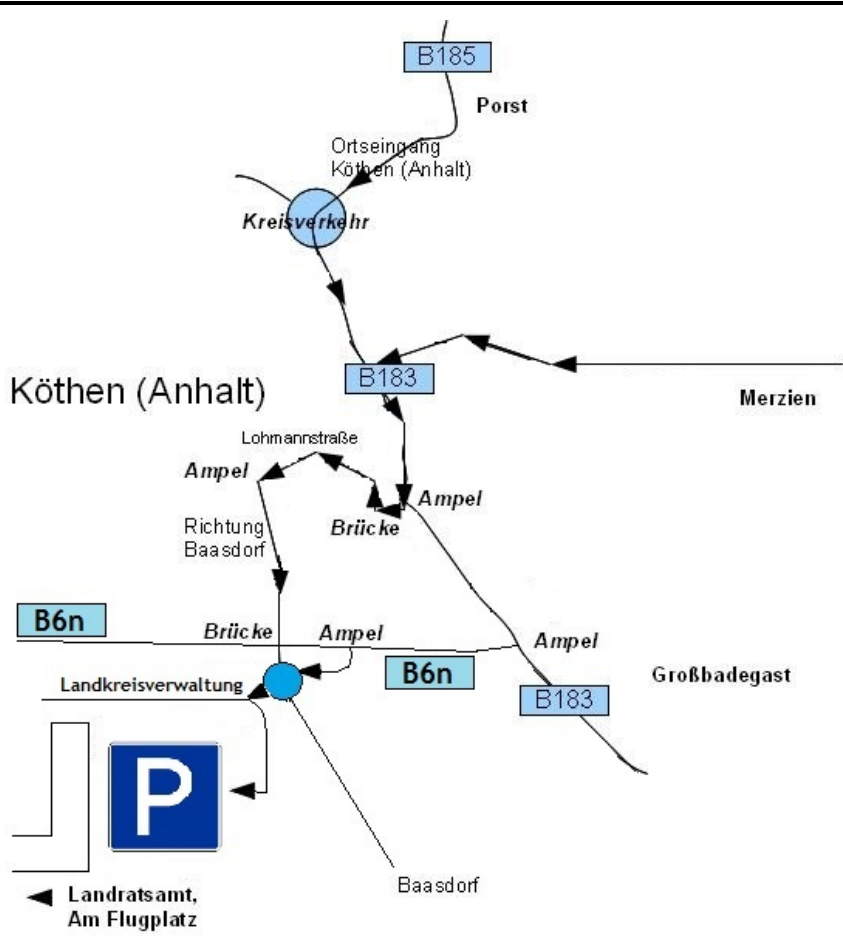 B185
Porst
Ortseingang
Köthen (Anhalt)
Kreisverkehr
B183
Köthen (Anhalt)
Merzien
Lohmannstraße
Ampel
Ampel
Brücke
Richtung
Baasdorf
B6n
Brücke
Ampel
Ampel
B6n
Großbadegast
Landkreisverwaltung
B183
P
Baasdorf
Landratsamt,
Am Flugplatz